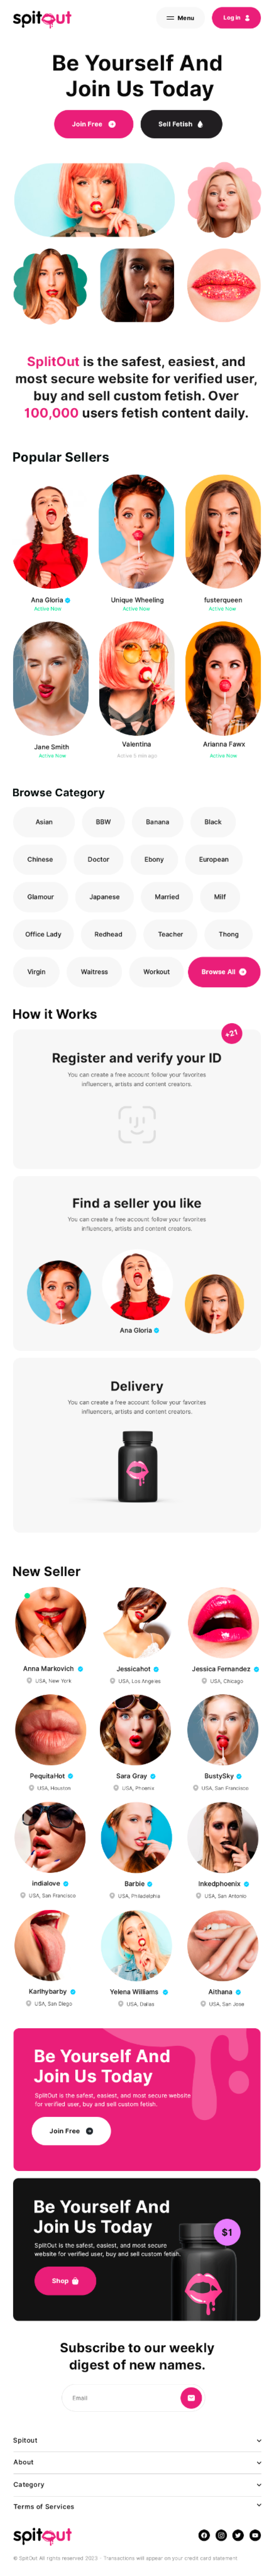 spitout
Menu
Log in
Be Yourself And
Join Us Today
Join Free
Sell Fetish
SplitOut is the safest, easiest, and
most secure website for verified user,
buy and sell custom fetish. Over
100,000 users fetish content daily.
Popular Sellers
Ana Gloria
Active Now
Unique Wheeling
Active Now
fusterqueen
Active Now
Jane Smith
Active Now
Valentina
Active 5 min ago
Arianna Fawx
Active Now
Browse Category
Asian
BBW
Banana
Black
Chinese
Doctor
Ebony
European
Glamour
Japanese
Married
Milf
Office Lady
Redhead
Teacher
Thong
Virgin
Waitress
Workout
Browse All
How it Works
+21
Register and verify your ID
You can create a free account follow your favorites
influencers, artists and content creators.
Find a seller you like
You can create a free account follow your favorites
influencers, artists and content creators.
Ana Gloria
Delivery
You can create a free account follow your favorites
influencers, artists and content creators.
New Seller
Anna Markovich
USA, New York
Jessicahot
USA, Los Angeles
Jessica Fernandez
USA, Chicago
PequitaHot
USA, Houston
Sara Gray
USA, Phoenix
BustySky
USA, San Francisco
indialove
USA, San Francisco
Barbie
USA, Philadelphia
Inkedphoenix
USA, San Antonio
Karlhybarby
USA, San Diego
Yelena Williams
USA, Dallas
Aithana
USA, San Jose
Be Yourself And
Join Us Today
SplitOut is the safest, easiest, and most secure website
for verified user, buy and sell custom fetish.
Join Free
Be Yourself And
Join Us Today
SplitOut is the safest, easiest, and most secure
website for verified user, buy and sell custom fetish.
$1
Shop
Subscribe to our weekly
digest of new names.
Email
Spitout
About
Category
Terms of Services
spitout
© SpitOut All rights reserved 2023 · Transactions will appear on your credit card statement